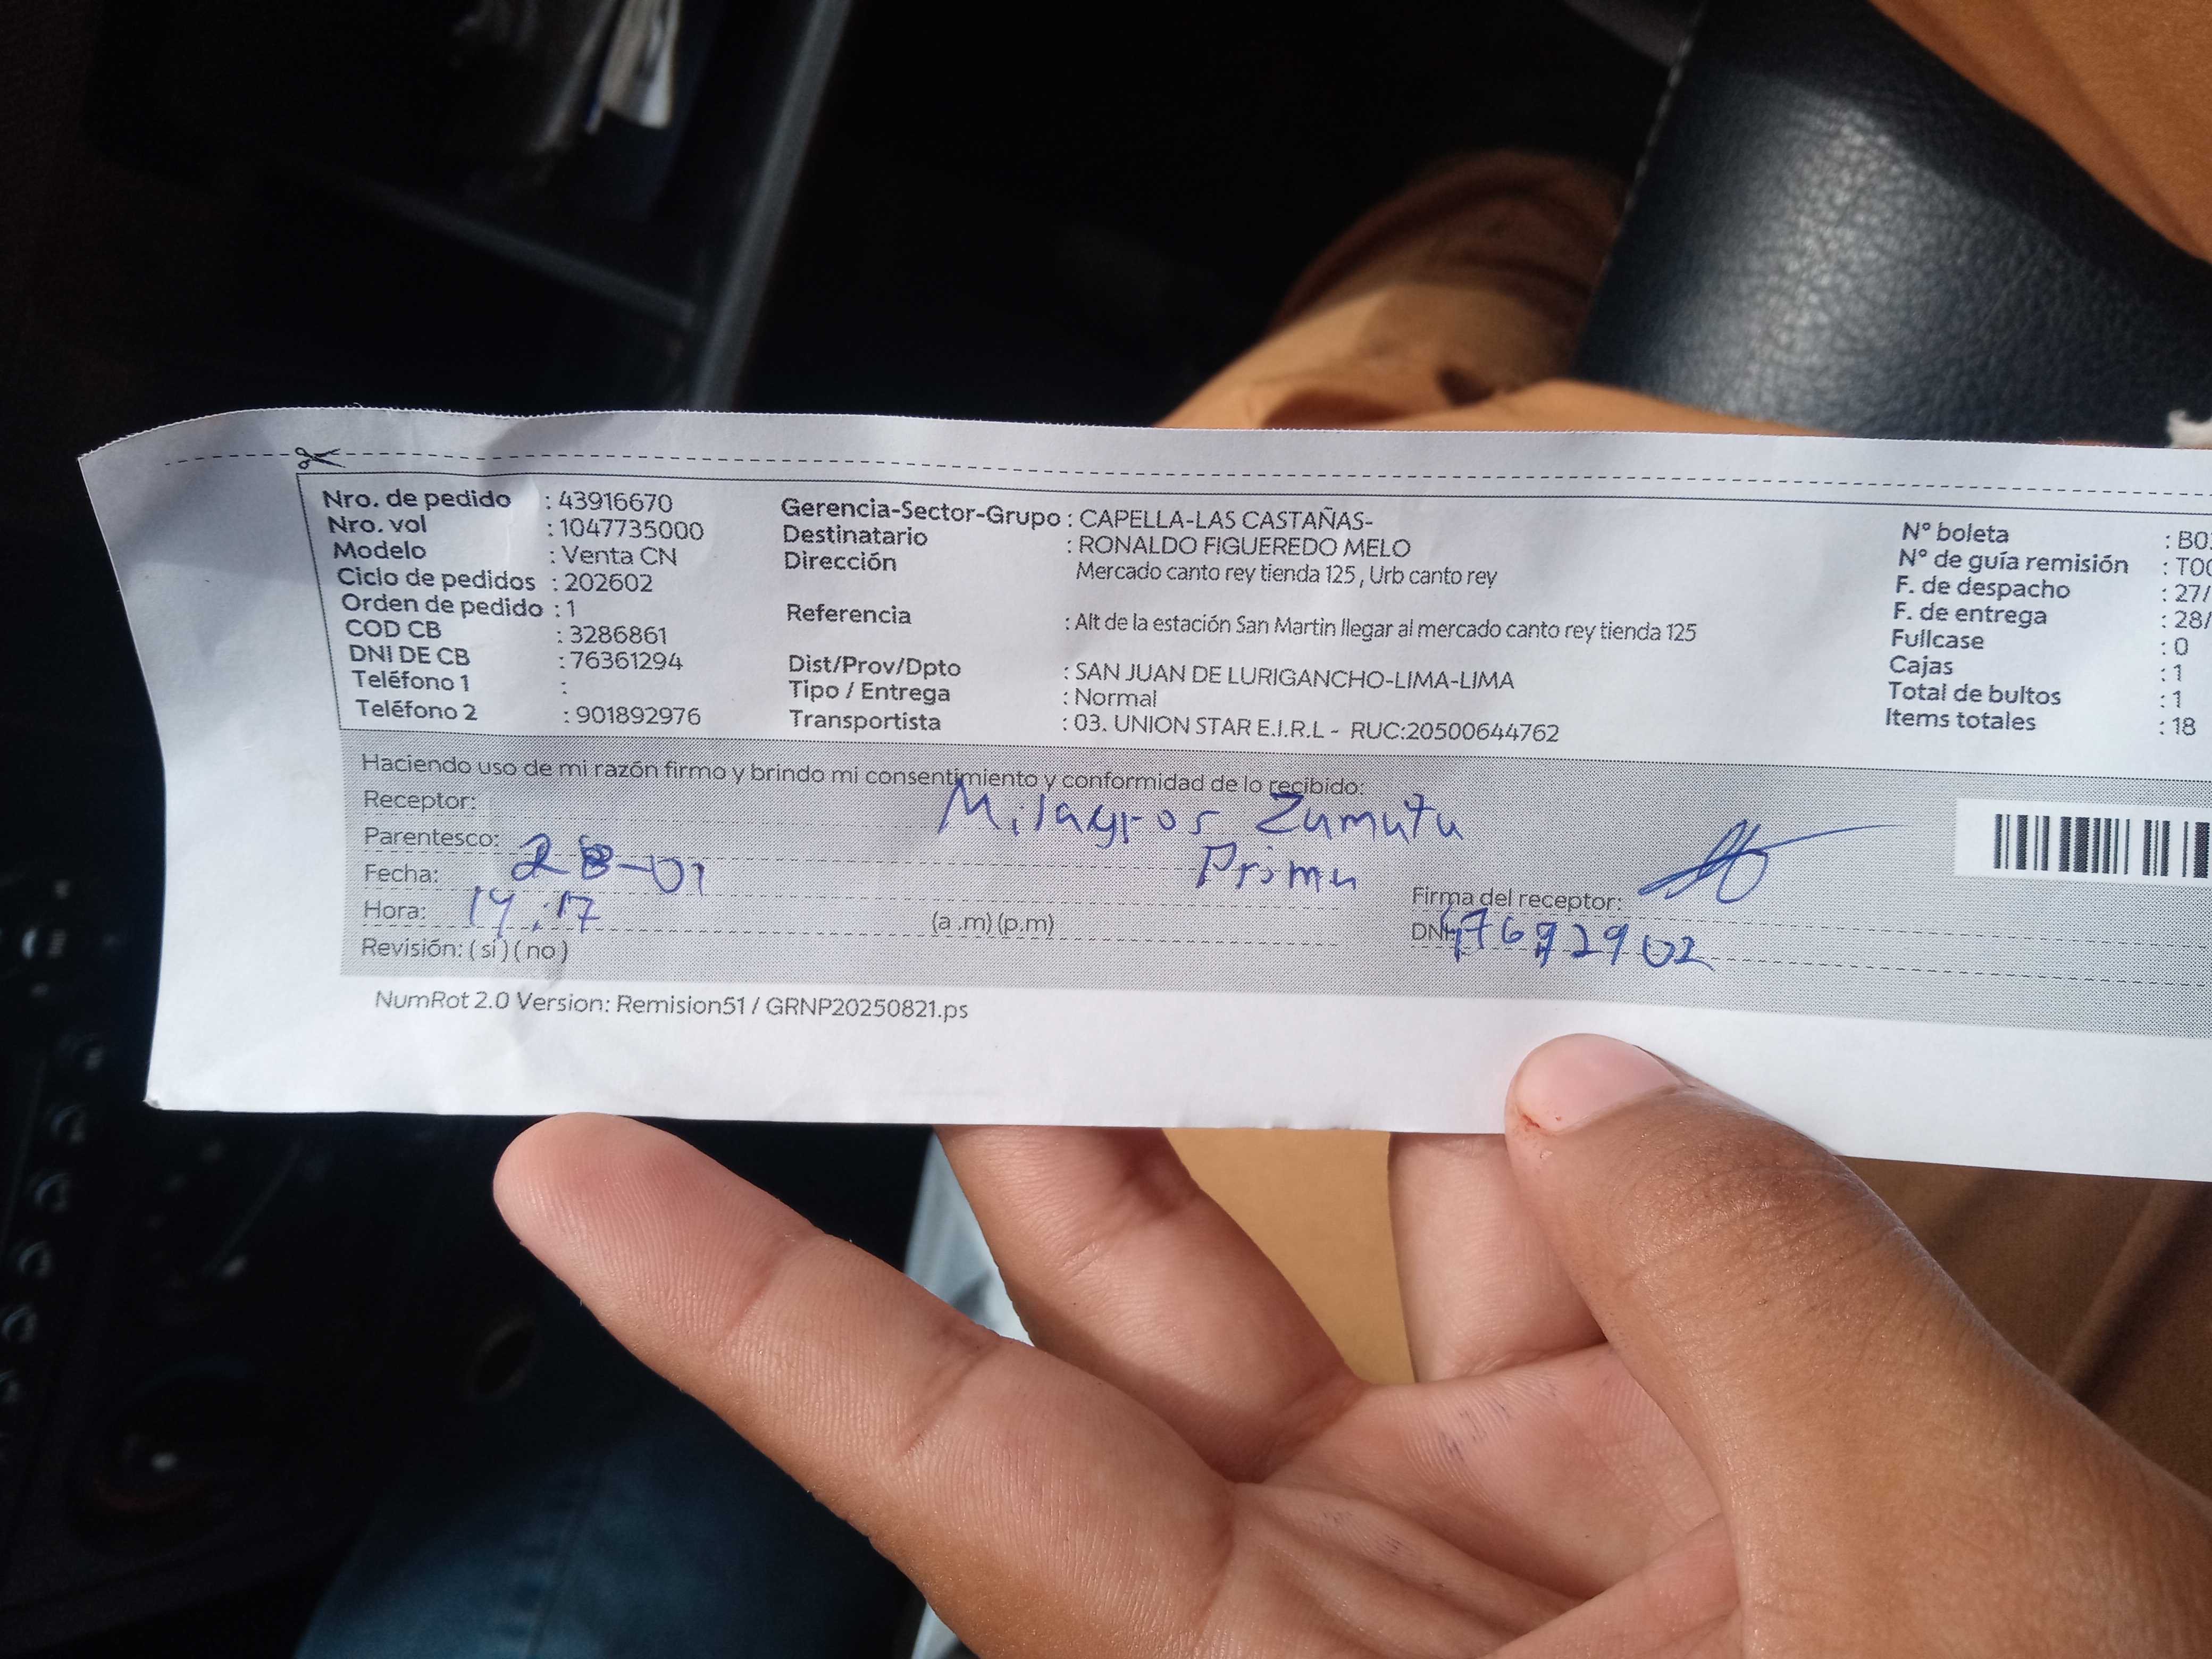 Nro. de pedido : 43916670
Nro. vol : 1047735000
Modelo : Venta CN
Ciclo de pedidos : 202602
Orden de pedido : 1
COD CB : 3286861
DNI DE CB : 76361294
Teléfono 1 :
Teléfono 2 : 901892976
Gerencia-Sector-Grupo : CAPELLA-LAS CASTAÑAS-
Destinatario : RONALDO FIGUEREDO MELO
Dirección Mercado canto rey tienda 125 , Urb canto rey
Referencia : Alt de la estación San Martin llegar al mercado canto rey tienda 125
Dist/Prov/Dpto : SAN JUAN DE LURIGANCHO-LIMA-LIMA
Tipo / Entrega : Normal
Transportista : 03. UNION STAR E.I.R.L - RUC:20500644762
N° boleta : B0
N° de guía remisión : T00
F. de despacho : 27/
F. de entrega : 28/
Fullcase : 0
Cajas : 1
Total de bultos : 1
Items totales : 18
Haciendo uso de mi razón firmo y brindo mi consentimiento y conformidad de lo recibido:
Receptor: Milagros Zumutu
Parentesco: Primu
Fecha: 28-01
Hora: 14:17 (a .m) (p.m)
Revisión: ( si ) ( no )
Firma del receptor:
DNI:
NumRot 2.0 Version: Remision51 / GRNP20250821.ps